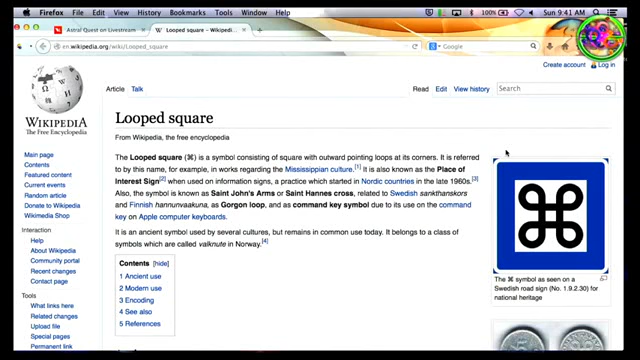 Firefox File Edit View History Bookmarks Tools Window Help
100% Sun 9:41 AM
Astral Quest on Livestream
Looped square - Wikiped...
en.wikipedia.org/wiki/Looped_square
Google
Create account Log in
WIKIPEDIA
The Free Encyclopedia
Article Talk Read Edit View history Search
Looped square
From Wikipedia, the free encyclopedia
The Looped square (⌘) is a symbol consisting of square with outward pointing loops at its corners. It is referred
to by this name, for example, in works regarding the Mississippian culture.[1] It is also known as the Place of
Interest Sign[2] when used on information signs, a practice which started in Nordic countries in the late 1960s.[3]
Also, the symbol is known as Saint John's Arms or Saint Hannes cross, related to Swedish sankthanskors
and Finnish hannunvaakuna, as Gorgon loop, and as command key symbol due to its use on the command
key on Apple computer keyboards.
It is an ancient symbol used by several cultures, but remains in common use today. It belongs to a class of
symbols which are called valknute in Norway.[4]
Contents [hide]
1 Ancient use
2 Modern use
3 Encoding
4 See also
5 References
The ⌘ symbol as seen on a
Swedish road sign (No. 1.9.2.30) for
national heritage
Main page
Contents
Featured content
Current events
Random article
Donate to Wikipedia
Wikimedia Shop
Interaction
Help
About Wikipedia
Community portal
Recent changes
Contact page
Tools
What links here
Related changes
Upload file
Special pages
Permanent link